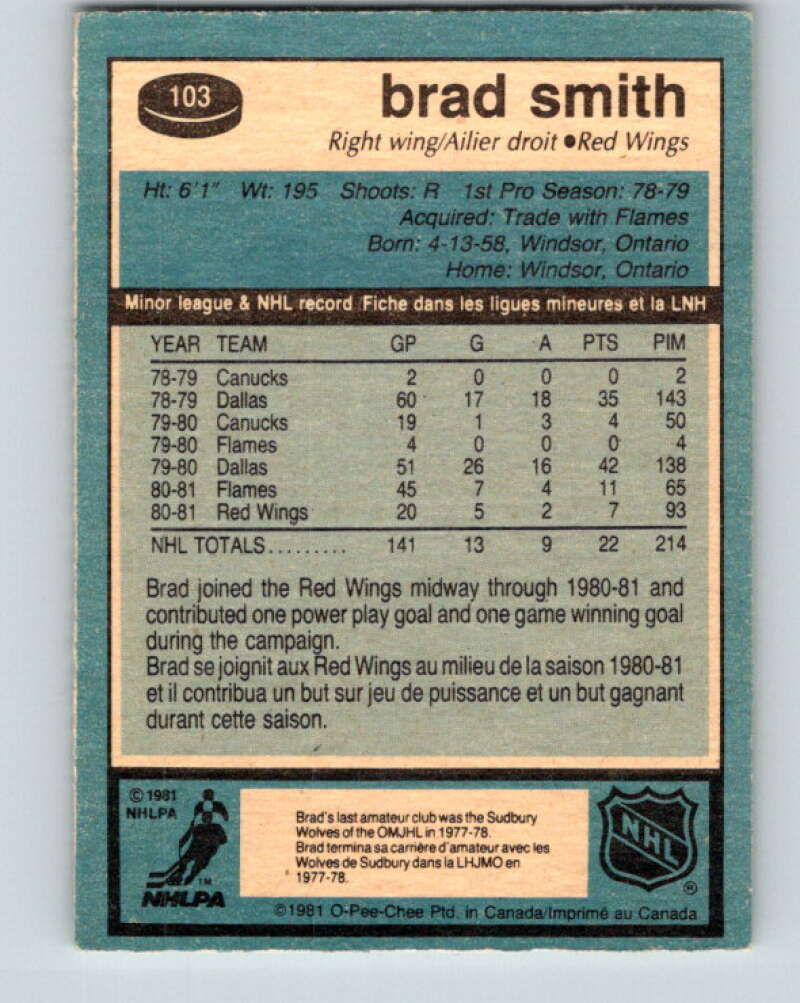 103
brad smith
Right wing/Ailier droit ●Red Wings
Ht: 6'1" Wt: 195 Shoots: R 1st Pro Season: 78-79
Acquired: Trade with Flames
Born: 4-13-58, Windsor, Ontario
Home: Windsor, Ontario
Minor league & NHL record Fiche dans les ligues mineures et la LNH
YEAR TEAM GP G A PTS PIM
78-79 Canucks 2 0 0 0 2
78-79 Dallas 60 17 18 35 143
79-80 Canucks 19 1 3 4 50
79-80 Flames 4 0 0 0 4
79-80 Dallas 51 26 16 42 138
80-81 Flames 45 7 4 11 65
80-81 Red Wings 20 5 2 7 93
NHL TOTALS......... 141 13 9 22 214
Brad joined the Red Wings midway through 1980-81 and
contributed one power play goal and one game winning goal
during the campaign.
Brad se joignit aux Red Wings au milieu de la saison 1980-81
et il contribua un but sur jeu de puissance et un but gagnant
durant cette saison.
© 1981
NHLPA
TM
NHLPA
Brad's last amateur club was the Sudbury
Wolves of the OMJHL in 1977-78.
Brad termina sa carrière d'amateur avec les
Wolves de Sudbury dans la LHJMO en
1977-78.
NHL
®
©1981 O-Pee-Chee Ptd. in Canada/Imprimé au Canada